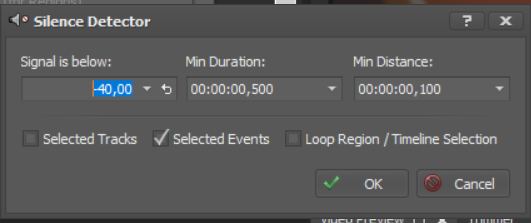 Silence Detector ? X
Signal is below: Min Duration: Min Distance:
-40,00 00:00:00,500 00:00:00,100
Selected Tracks Selected Events Loop Region / Timeline Selection
OK Cancel